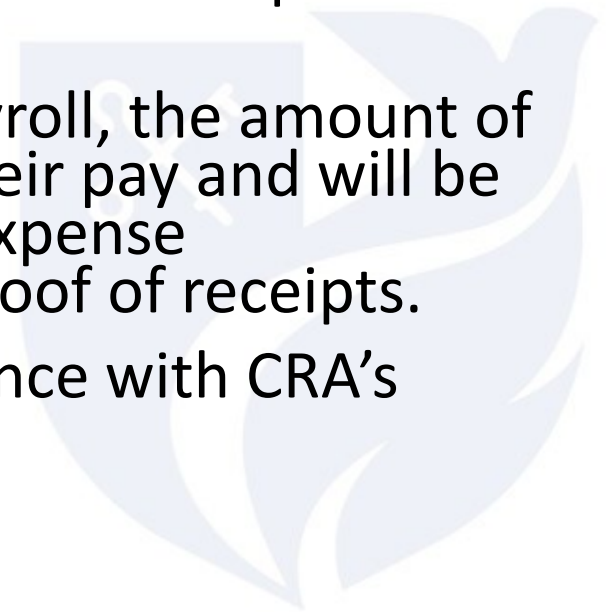 roll, the amount of
eir pay and will be
xpense
oof of receipts.
nce with CRA’s